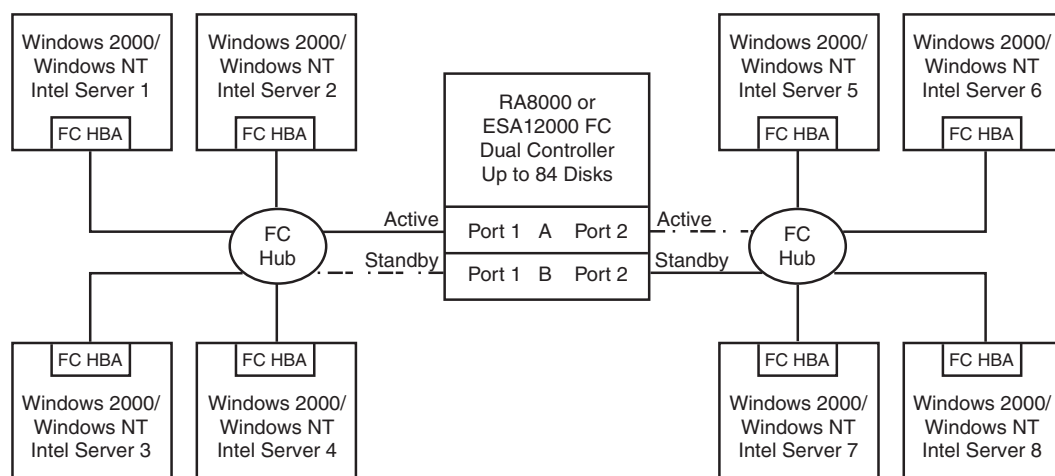 Windows 2000/
Windows NT
Intel Server 1
FC HBA
Windows 2000/
Windows NT
Intel Server 2
FC HBA
RA8000 or
ESA12000 FC
Dual Controller
Up to 84 Disks
Windows 2000/
Windows NT
Intel Server 5
FC HBA
Windows 2000/
Windows NT
Intel Server 6
FC HBA
FC
Hub
Active
Port 1 A Port 2
Active
Standby
Port 1 B Port 2
Standby
FC
Hub
FC HBA
Windows 2000/
Windows NT
Intel Server 3
FC HBA
Windows 2000/
Windows NT
Intel Server 4
FC HBA
Windows 2000/
Windows NT
Intel Server 7
FC HBA
Windows 2000/
Windows NT
Intel Server 8